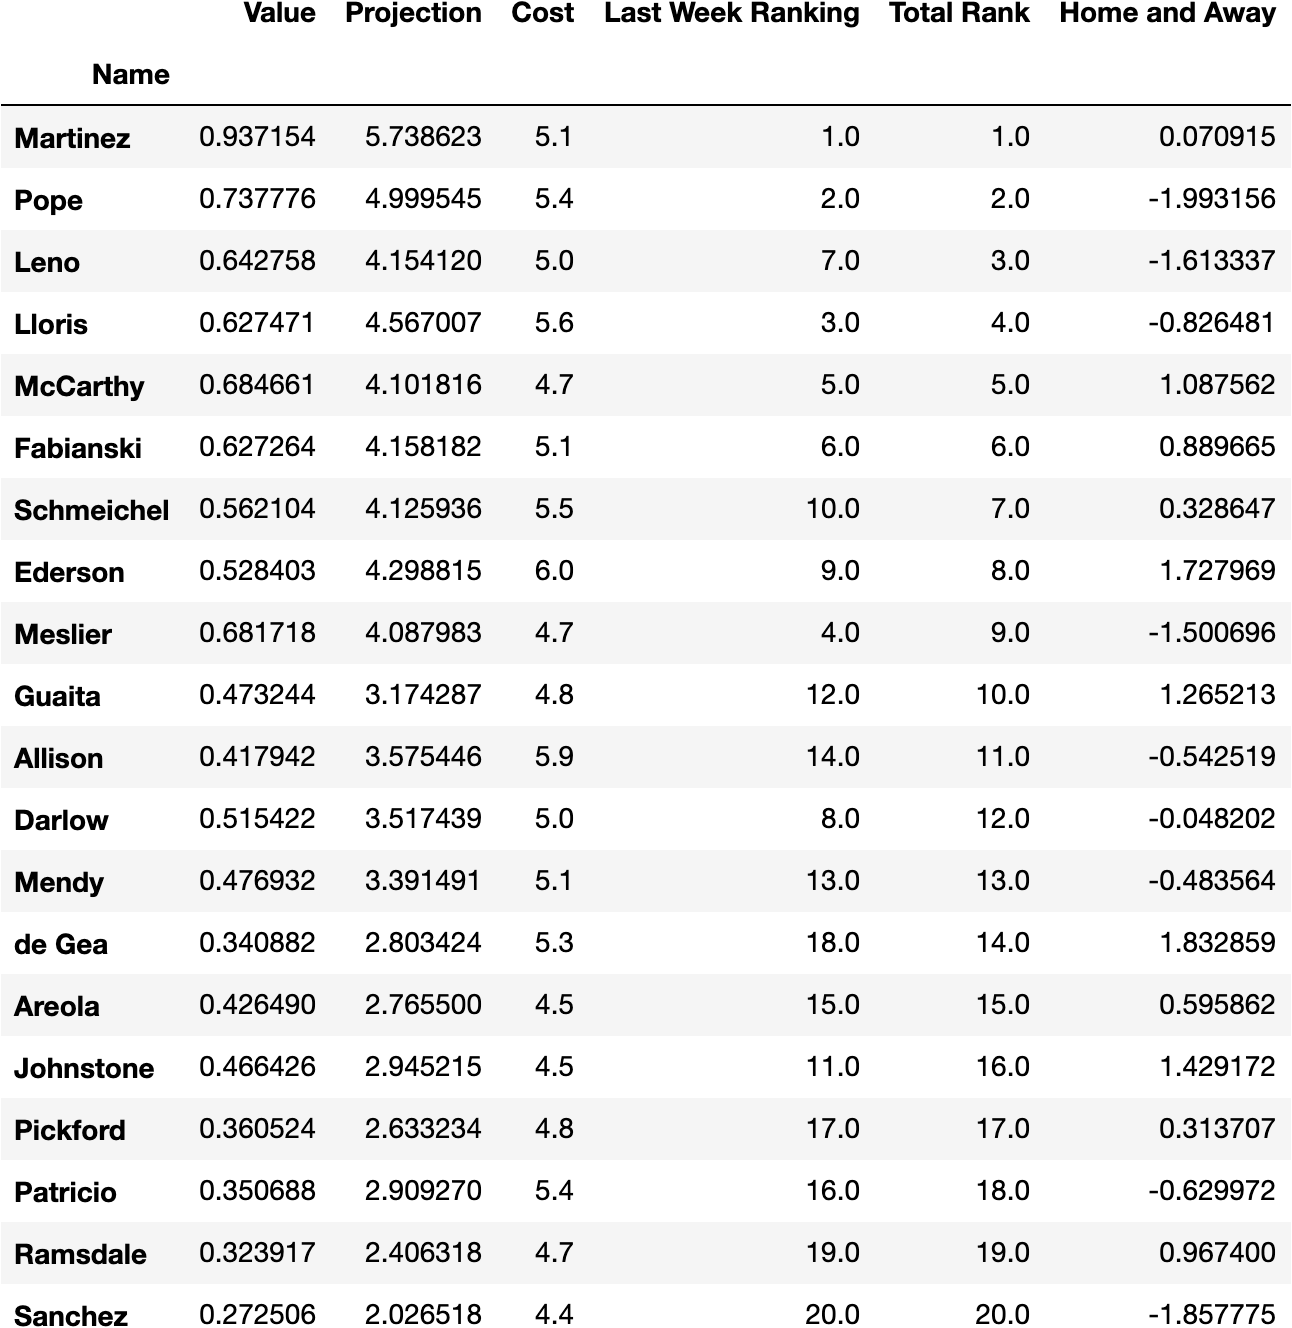 Value Projection Cost Last Week Ranking Total Rank Home and Away
Name
Martinez 0.937154 5.738623 5.1 1.0 1.0 0.070915
Pope 0.737776 4.999545 5.4 2.0 2.0 -1.993156
Leno 0.642758 4.154120 5.0 7.0 3.0 -1.613337
Lloris 0.627471 4.567007 5.6 3.0 4.0 -0.826481
McCarthy 0.684661 4.101816 4.7 5.0 5.0 1.087562
Fabianski 0.627264 4.158182 5.1 6.0 6.0 0.889665
Schmeichel 0.562104 4.125936 5.5 10.0 7.0 0.328647
Ederson 0.528403 4.298815 6.0 9.0 8.0 1.727969
Meslier 0.681718 4.087983 4.7 4.0 9.0 -1.500696
Guaita 0.473244 3.174287 4.8 12.0 10.0 1.265213
Allison 0.417942 3.575446 5.9 14.0 11.0 -0.542519
Darlow 0.515422 3.517439 5.0 8.0 12.0 -0.048202
Mendy 0.476932 3.391491 5.1 13.0 13.0 -0.483564
de Gea 0.340882 2.803424 5.3 18.0 14.0 1.832859
Areola 0.426490 2.765500 4.5 15.0 15.0 0.595862
Johnstone 0.466426 2.945215 4.5 11.0 16.0 1.429172
Pickford 0.360524 2.633234 4.8 17.0 17.0 0.313707
Patricio 0.350688 2.909270 5.4 16.0 18.0 -0.629972
Ramsdale 0.323917 2.406318 4.7 19.0 19.0 0.967400
Sanchez 0.272506 2.026518 4.4 20.0 20.0 -1.857775